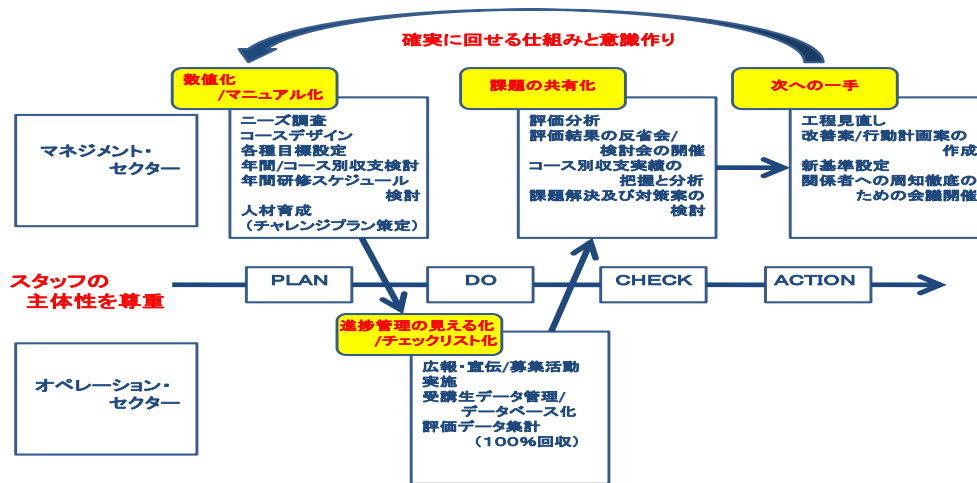 確実に回せる仕組みと意識作り
数値化
/マニュアル化
課題の共有化
次への一手
マネジメント・
セクター
ニーズ調査
コースデザイン
各種目標設定
年間/コース別収支検討
年間研修スケジュール
検討
人材育成
(チャレンジプラン策定)
評価分析
評価結果の反省会/
検討会の開催
コース別収支実績の
把握と分析
課題解決及び対策案の
検討
工程見直し
改善案/行動計画案の
作成
新基準設定
関係者への周知徹底の
ための会議開催
スタッフの
主体性を尊重
PLAN
DO
CHECK
ACTION
進捗管理の見える化
/チェックリスト化
オペレーション・
セクター
広報・宣伝/募集活動
実施
受講生データ管理/
データベース化
評価データ集計
(100%回収)